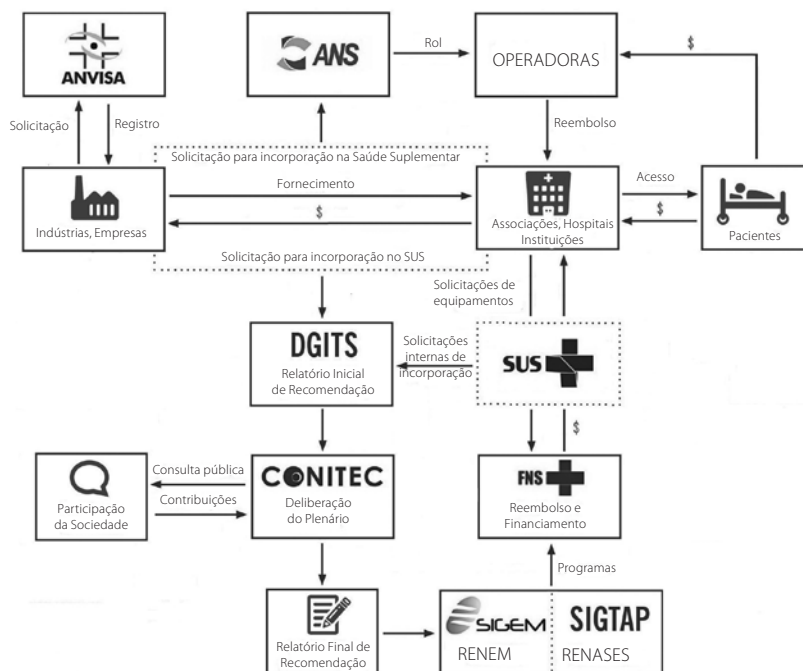 ANVISA
ANS
Rol
OPERADORAS
$
Solicitação
Registro
Reembolso
Solicitação para incorporação na Saúde Suplementar
Indústrias, Empresas
Fornecimento
$
Associações, Hospitais
Instituições
Acesso
$
Pacientes
Solicitação para incorporação no SUS
Solicitações de
equipamentos
DGITS
Relatório Inicial
de Recomendação
Solicitações
internas de
incorporação
SUS
$
Consulta pública
Contribuições
Participação
da Sociedade
CONITEC
Deliberação
do Plenário
FNS
Reembolso e
Financiamento
Programas
Relatório Final de
Recomendação
SIGEM
RENEM
SIGTAP
RENASES